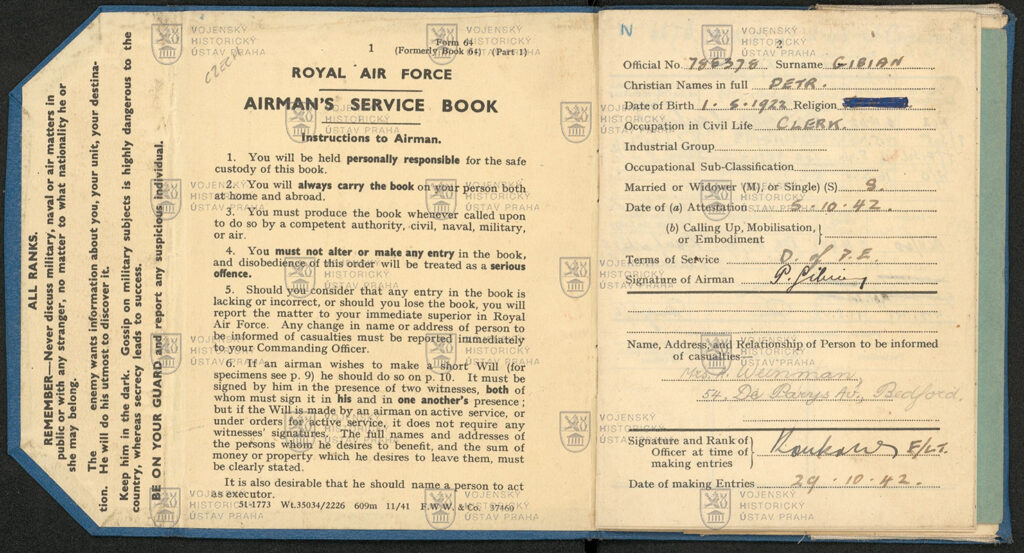 ALL RANKS.
REMEMBER—Never discuss military, naval or air matters in
public or with any stranger, no matter to what nationality he or
she may belong.
The enemy wants information about you, your unit, your destina-
tion. He will do his utmost to discover it.
Keep him in the dark. Gossip on military subjects is highly dangerous to the
country, whereas secrecy leads to success.
BE ON YOUR GUARD and report any suspicious individual.
CZECH
1
Form 64
(Formerly Book 64) (Part 1)
ROYAL AIR FORCE
AIRMAN'S SERVICE BOOK
Instructions to Airman.
1. You will be held personally responsible for the safe
custody of this book.
2. You will always carry the book on your person both
at home and abroad.
3. You must produce the book whenever called upon
to do so by a competent authority, civil, naval, military,
or air.
4. You must not alter or make any entry in the book,
and disobedience of this order will be treated as a serious
offence.
5. Should you consider that any entry in the book is
lacking or incorrect, or should you lose the book, you will
report the matter to your immediate superior in Royal
Air Force. Any change in name or address of person to
be informed of casualties must be reported immediately
to your Commanding Officer.
6. If an airman wishes to make a short Will (for
specimens see p. 9) he should do so on p. 10. It must be
signed by him in the presence of two witnesses, both of
whom must sign it in his and in one another's presence;
but if the Will is made by an airman on active service, or
under orders for active service, it does not require any
witnesses' signatures. The full names and addresses of
the persons whom he desires to benefit, and the sum of
money or property which he desires to leave them, must
be clearly stated.
It is also desirable that he should name a person to act
as executor.
51-1773 Wt.35034/2226 609m 11/41 F.W.W. & Co. 37460
N
2
Official No. 786378 Surname GIBIAN
Christian Names in full PETR.
Date of Birth 1.5.1922 Religion
Occupation in Civil Life CLERK.
Industrial Group
Occupational Sub-Classification
Married or Widower (M), or Single) (S) S.
Date of (a) Attestation 5.10.42.
(b) Calling Up, Mobilisation,
or Embodiment
Terms of Service D. of P.E.
Signature of Airman P. Gibian
Name, Address, and Relationship of Person to be informed
of casualties—
Weinman,
54, De Parrys Av., Bedford.
Signature and Rank of
Officer at time of
making entries F/LT.
Date of making Entries 29.10.42.
VOJENSKÝ
HISTORICKÝ
ÚSTAV PRAHA